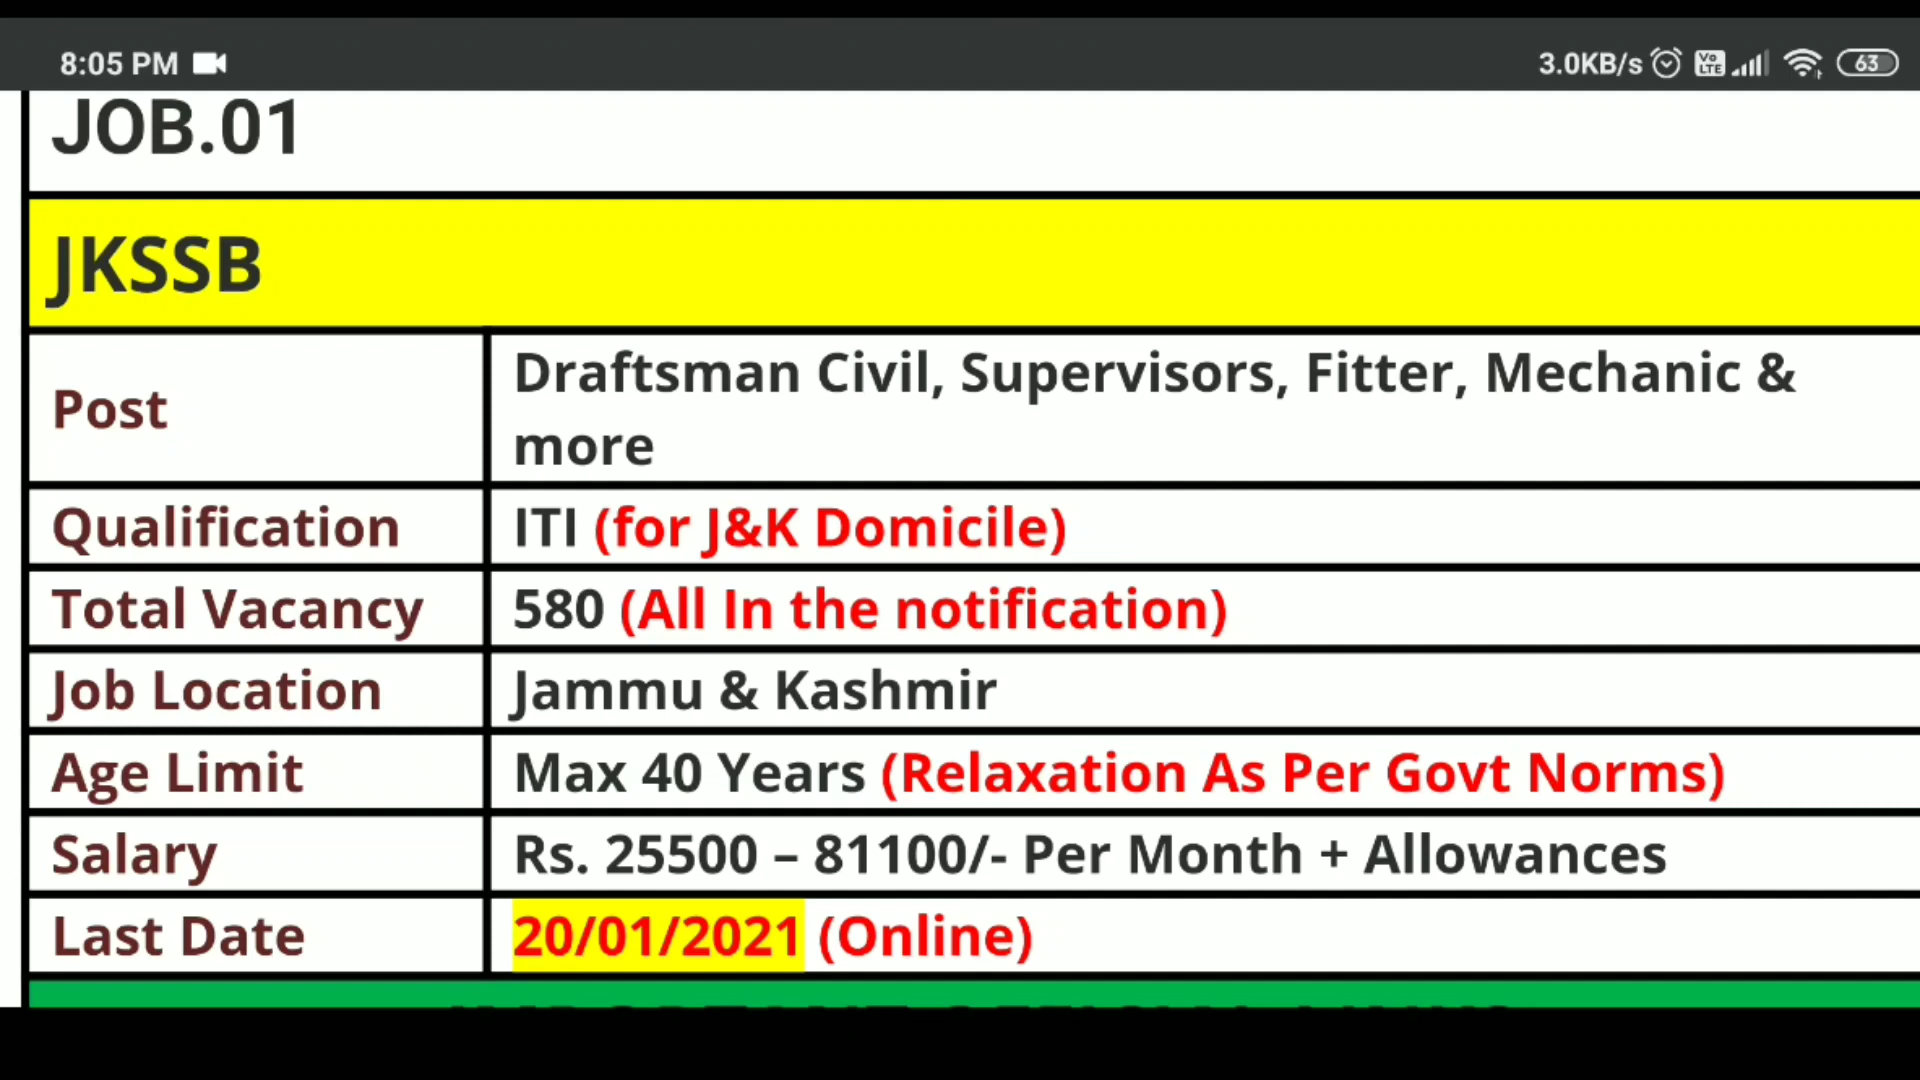 8:05 PM 3.0KB/s Vo LTE 63
JOB.01
JKSSB
Post Draftsman Civil, Supervisors, Fitter, Mechanic &
more
Qualification ITI (for J&K Domicile)
Total Vacancy 580 (All In the notification)
Job Location Jammu & Kashmir
Age Limit Max 40 Years (Relaxation As Per Govt Norms)
Salary Rs. 25500 – 81100/- Per Month + Allowances
Last Date 20/01/2021 (Online)